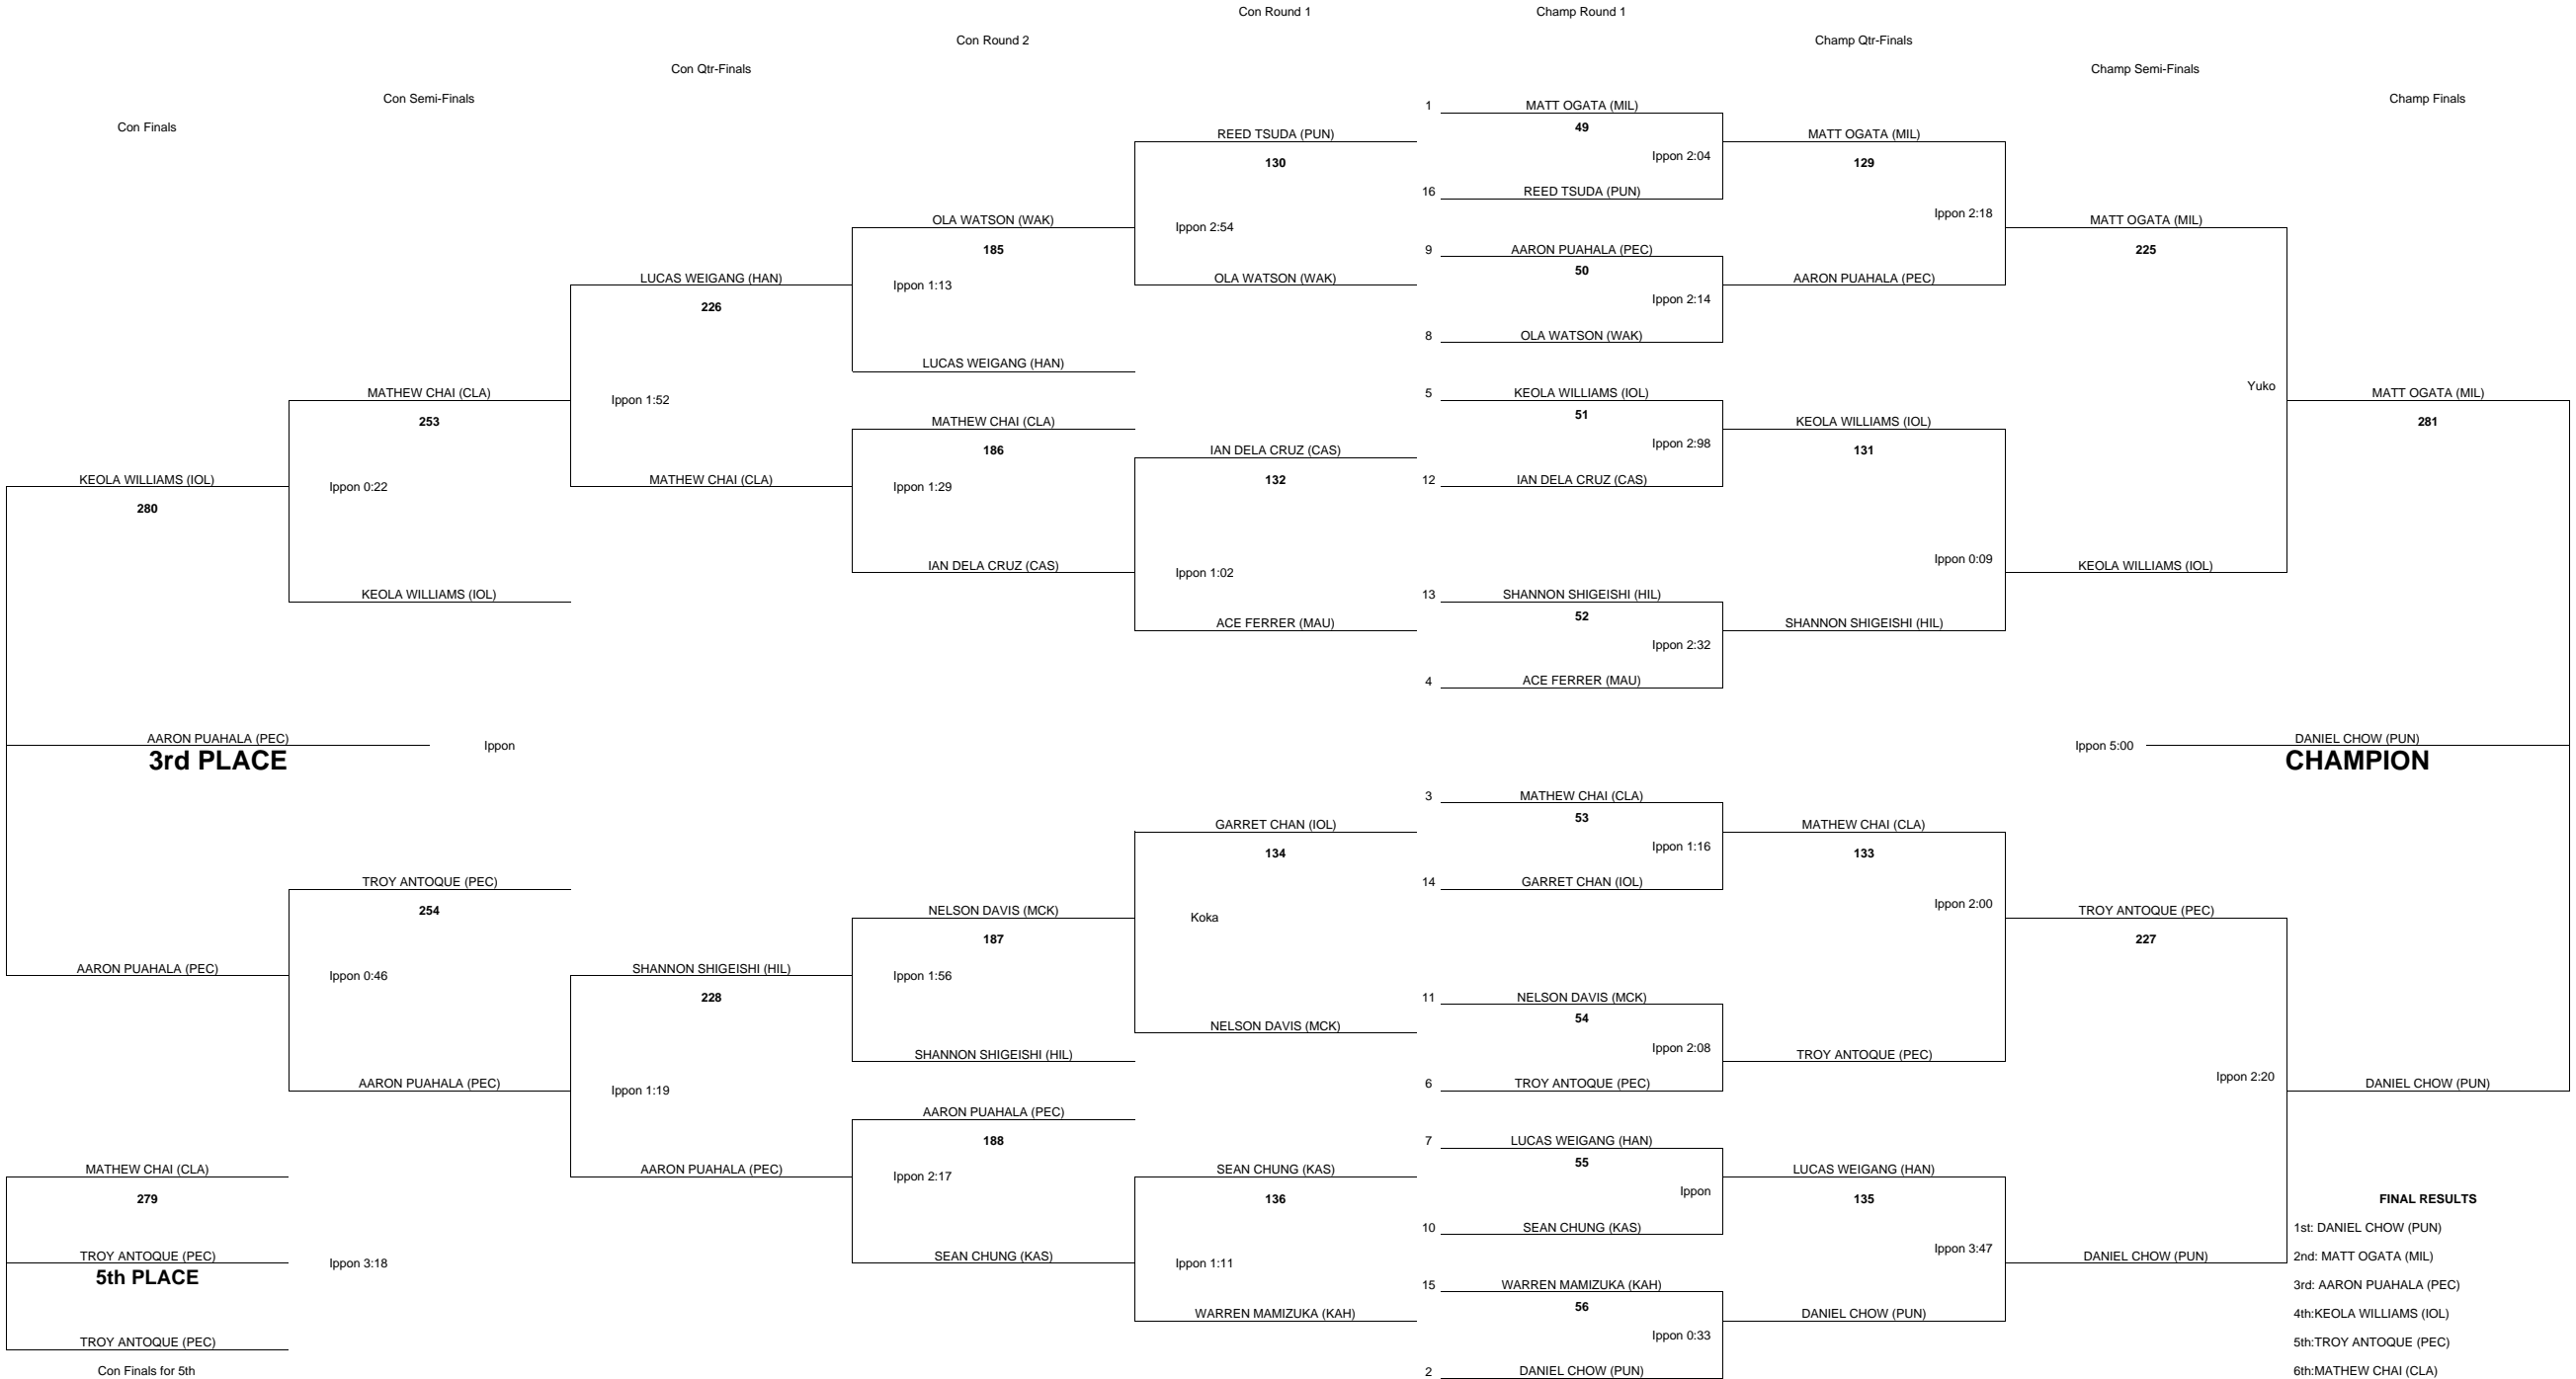 Con Round 1
Champ Round 1
Con Round 2
Champ Qtr-Finals
Con Qtr-Finals
Champ Semi-Finals
Con Semi-Finals
Champ Finals
Con Finals
1 MATT OGATA (MIL)
49
REED TSUDA (PUN)
MATT OGATA (MIL)
130
Ippon 2:04
129
16 REED TSUDA (PUN)
OLA WATSON (WAK)
Ippon 2:54
Ippon 2:18
MATT OGATA (MIL)
185
9 AARON PUAHALA (PEC)
225
50
LUCAS WEIGANG (HAN)
Ippon 1:13
OLA WATSON (WAK)
AARON PUAHALA (PEC)
226
Ippon 2:14
8 OLA WATSON (WAK)
LUCAS WEIGANG (HAN)
Yuko
MATHEW CHAI (CLA)
Ippon 1:52
5 KEOLA WILLIAMS (IOL)
MATT OGATA (MIL)
253
MATHEW CHAI (CLA)
51
KEOLA WILLIAMS (IOL)
281
186
IAN DELA CRUZ (CAS)
Ippon 2:98
131
KEOLA WILLIAMS (IOL)
Ippon 0:22
MATHEW CHAI (CLA)
Ippon 1:29
132
12 IAN DELA CRUZ (CAS)
280
IAN DELA CRUZ (CAS)
Ippon 1:02
Ippon 0:09
KEOLA WILLIAMS (IOL)
KEOLA WILLIAMS (IOL)
13 SHANNON SHIGEISHI (HIL)
52
ACE FERRER (MAU)
SHANNON SHIGEISHI (HIL)
Ippon 2:32
4 ACE FERRER (MAU)
AARON PUAHALA (PEC)
Ippon
Ippon 5:00
DANIEL CHOW (PUN)
3rd PLACE
CHAMPION
3 MATHEW CHAI (CLA)
53
GARRET CHAN (IOL)
MATHEW CHAI (CLA)
134
Ippon 1:16
133
TROY ANTOQUE (PEC)
14 GARRET CHAN (IOL)
254
NELSON DAVIS (MCK)
Koka
Ippon 2:00
TROY ANTOQUE (PEC)
187
227
AARON PUAHALA (PEC)
Ippon 0:46
SHANNON SHIGEISHI (HIL)
Ippon 1:56
228
11 NELSON DAVIS (MCK)
54
NELSON DAVIS (MCK)
Ippon 2:08
SHANNON SHIGEISHI (HIL)
TROY ANTOQUE (PEC)
AARON PUAHALA (PEC)
Ippon 1:19
6 TROY ANTOQUE (PEC)
Ippon 2:20
DANIEL CHOW (PUN)
AARON PUAHALA (PEC)
188
7 LUCAS WEIGANG (HAN)
55
MATHEW CHAI (CLA)
AARON PUAHALA (PEC)
Ippon 2:17
SEAN CHUNG (KAS)
LUCAS WEIGANG (HAN)
279
136
Ippon
135
FINAL RESULTS
10 SEAN CHUNG (KAS)
1st: DANIEL CHOW (PUN)
TROY ANTOQUE (PEC)
Ippon 3:18
SEAN CHUNG (KAS)
Ippon 1:11
Ippon 3:47
DANIEL CHOW (PUN)
2nd: MATT OGATA (MIL)
5th PLACE
15 WARREN MAMIZUKA (KAH)
3rd: AARON PUAHALA (PEC)
56
WARREN MAMIZUKA (KAH)
DANIEL CHOW (PUN)
4th:KEOLA WILLIAMS (IOL)
Ippon 0:33
TROY ANTOQUE (PEC)
5th:TROY ANTOQUE (PEC)
Con Finals for 5th
2 DANIEL CHOW (PUN)
6th:MATHEW CHAI (CLA)